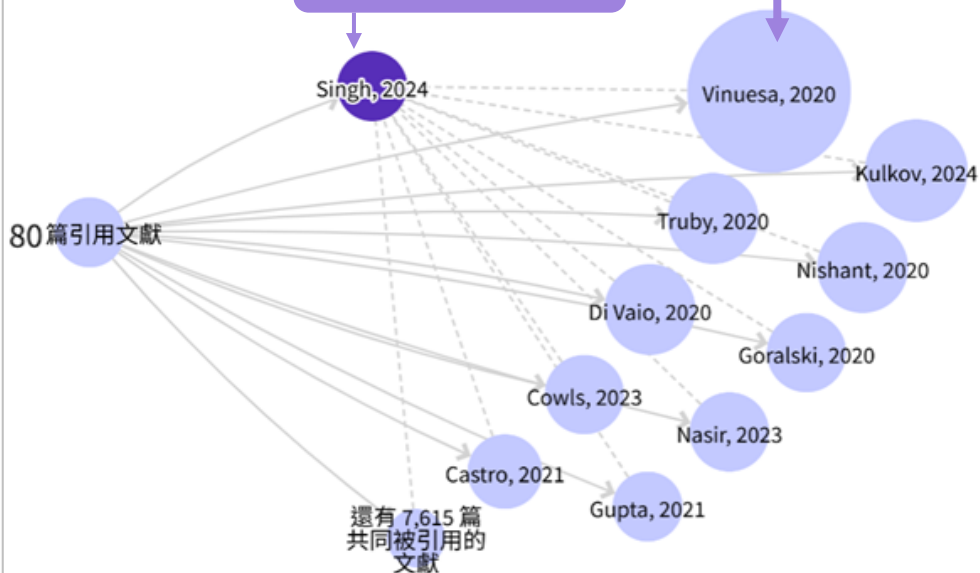 Singh, 2024
Vinuesa, 2020
Kulkov, 2024
Truby, 2020
80篇引用文獻
Nishant, 2020
Di Vaio, 2020
Goralski, 2020
Cowls, 2023
Nasir, 2023
Castro, 2021
Gupta, 2021
還有 7,615 篇
共同被引用的
文獻